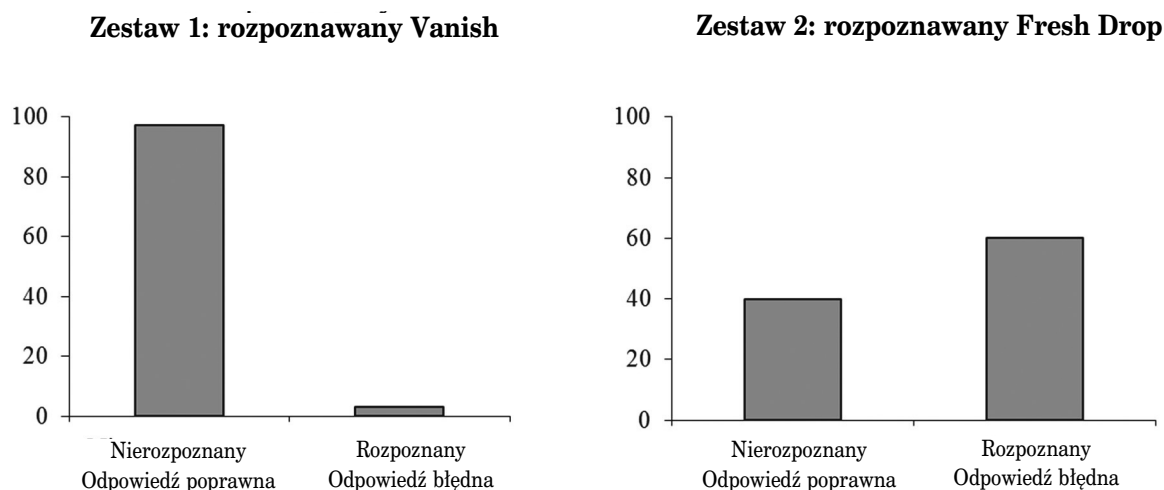 Zestaw 1: rozpoznawany Vanish
100
80
60
40
20
0
Nierozpoznany
Odpowiedź poprawna
Rozpoznany
Odpowiedź błędna
Zestaw 2: rozpoznawany Fresh Drop
100
80
60
40
20
0
Nierozpoznany
Odpowiedź poprawna
Rozpoznany
Odpowiedź błędna